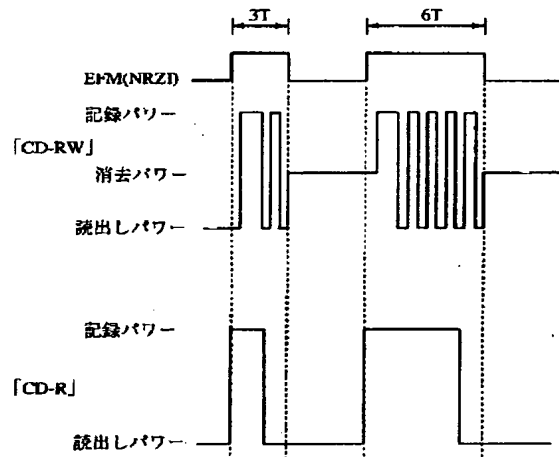 3T 6T
EFM(NRZI)
記録パワー
「CD-RW」
消去パワー
読出しパワー
記録パワー
「CD-R」
読出しパワー